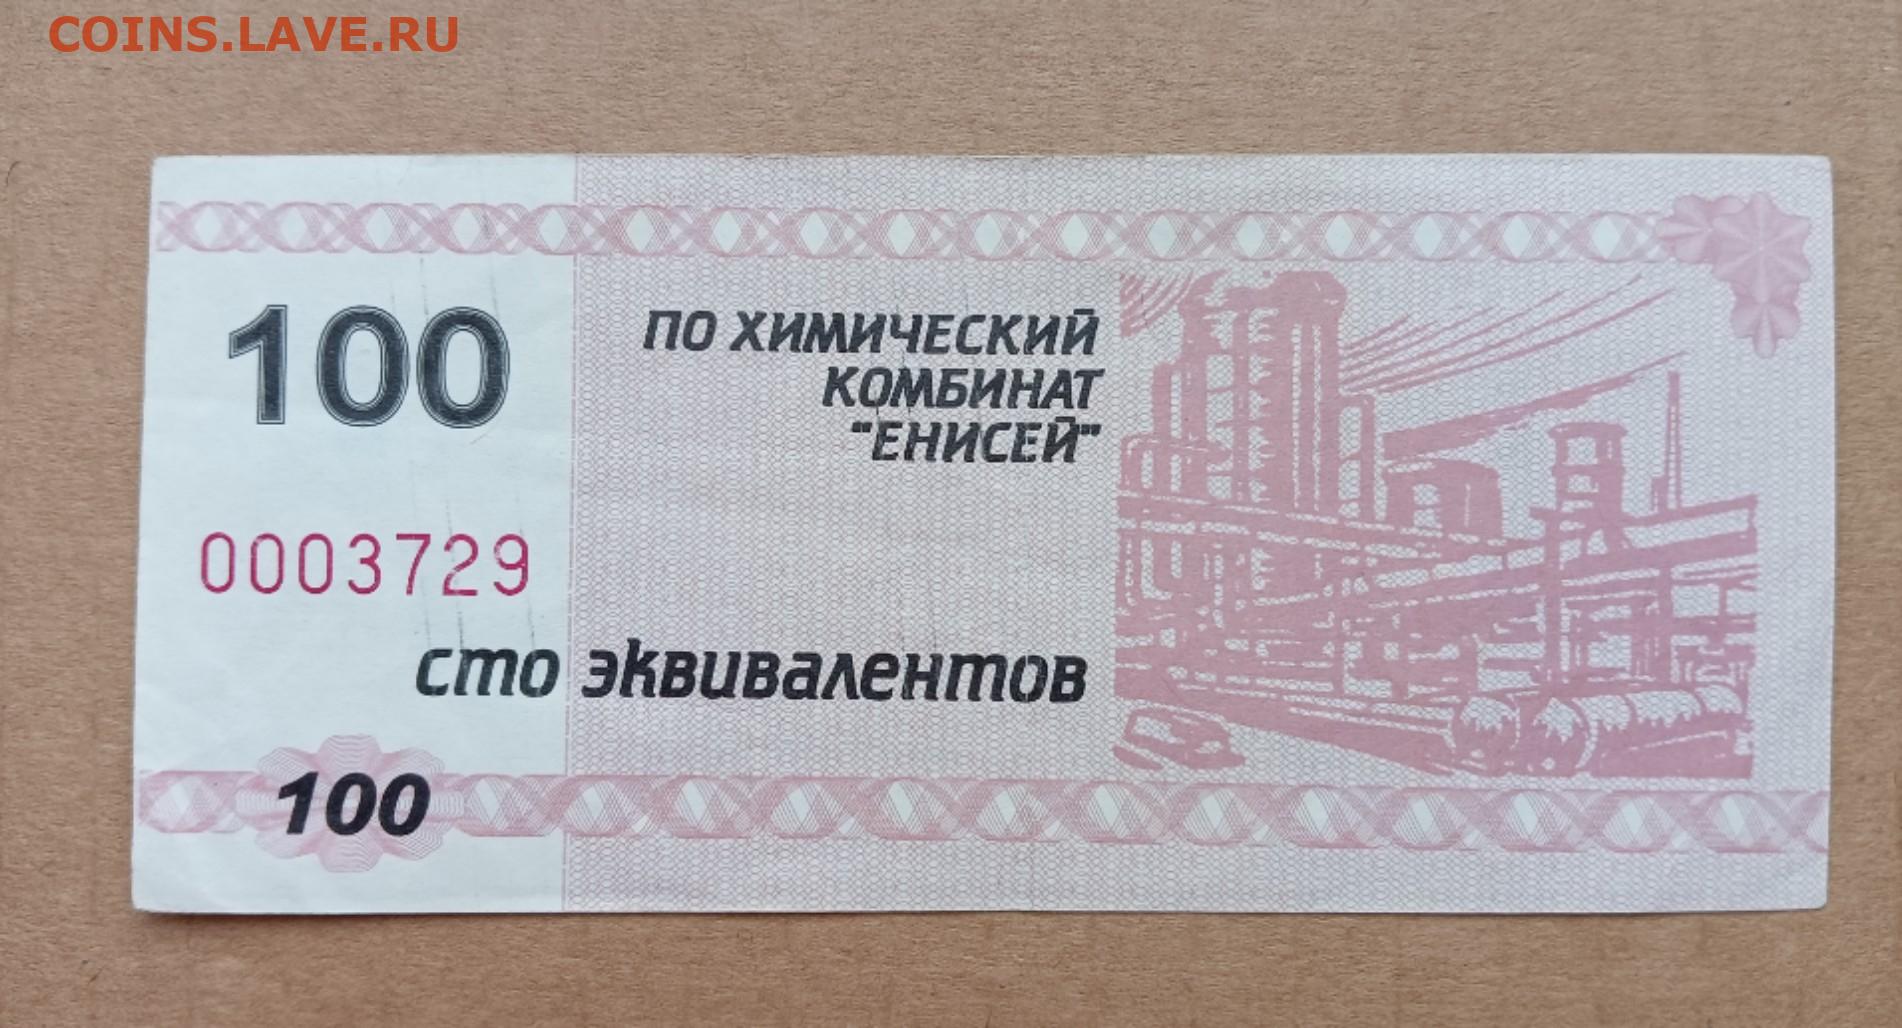 COINS.LAVE.RU
100
ПО ХИМИЧЕСКИЙ
КОМБИНАТ
"ЕНИСЕЙ"
0003729
сто эквивалентов
100